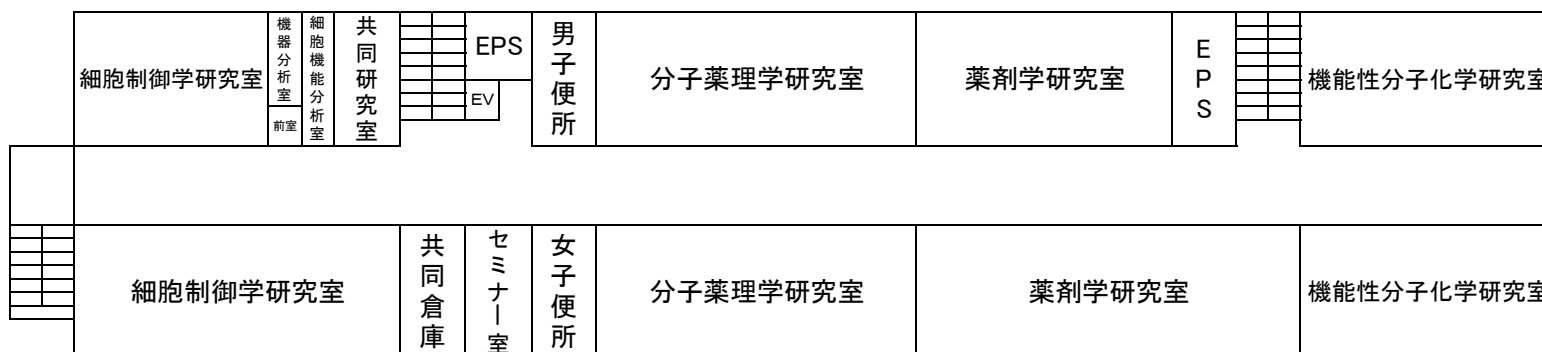 細胞制御学研究室
機器分析室
前室
細胞機能分析室
共同研究室
EPS
EV
男子便所
分子薬理学研究室
薬剤学研究室
EPS
機能性分子化学研究室
細胞制御学研究室
共同倉庫
セミナー室
女子便所
分子薬理学研究室
薬剤学研究室
機能性分子化学研究室